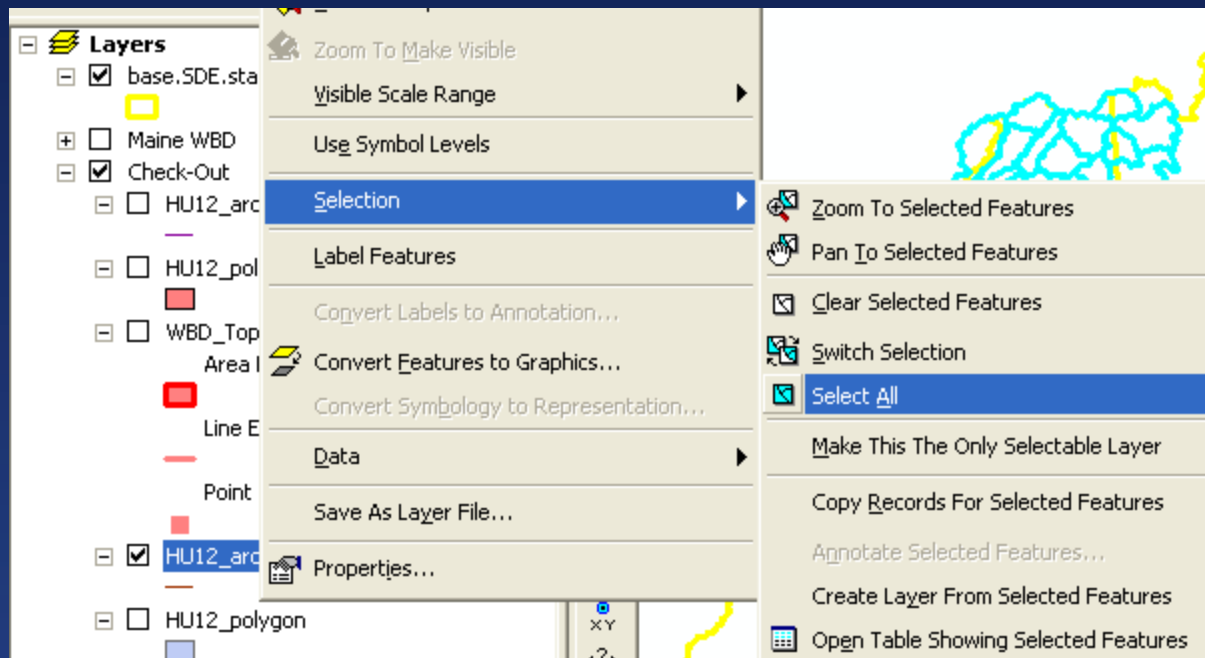 Layers
base.SDE.sta
Maine WBD
Check-Out
HU12_arc
HU12_pol
WBD_Top
Area
Line E
Point
HU12_arc
HU12_polygon
Zoom To Make Visible
Visible Scale Range
Use Symbol Levels
Selection
Label Features
Convert Labels to Annotation...
Convert Features to Graphics...
Convert Symbology to Representation...
Data
Save As Layer File...
Properties...
Zoom To Selected Features
Pan To Selected Features
Clear Selected Features
Switch Selection
Select All
Make This The Only Selectable Layer
Copy Records For Selected Features
Annotate Selected Features...
Create Layer From Selected Features
Open Table Showing Selected Features
XY